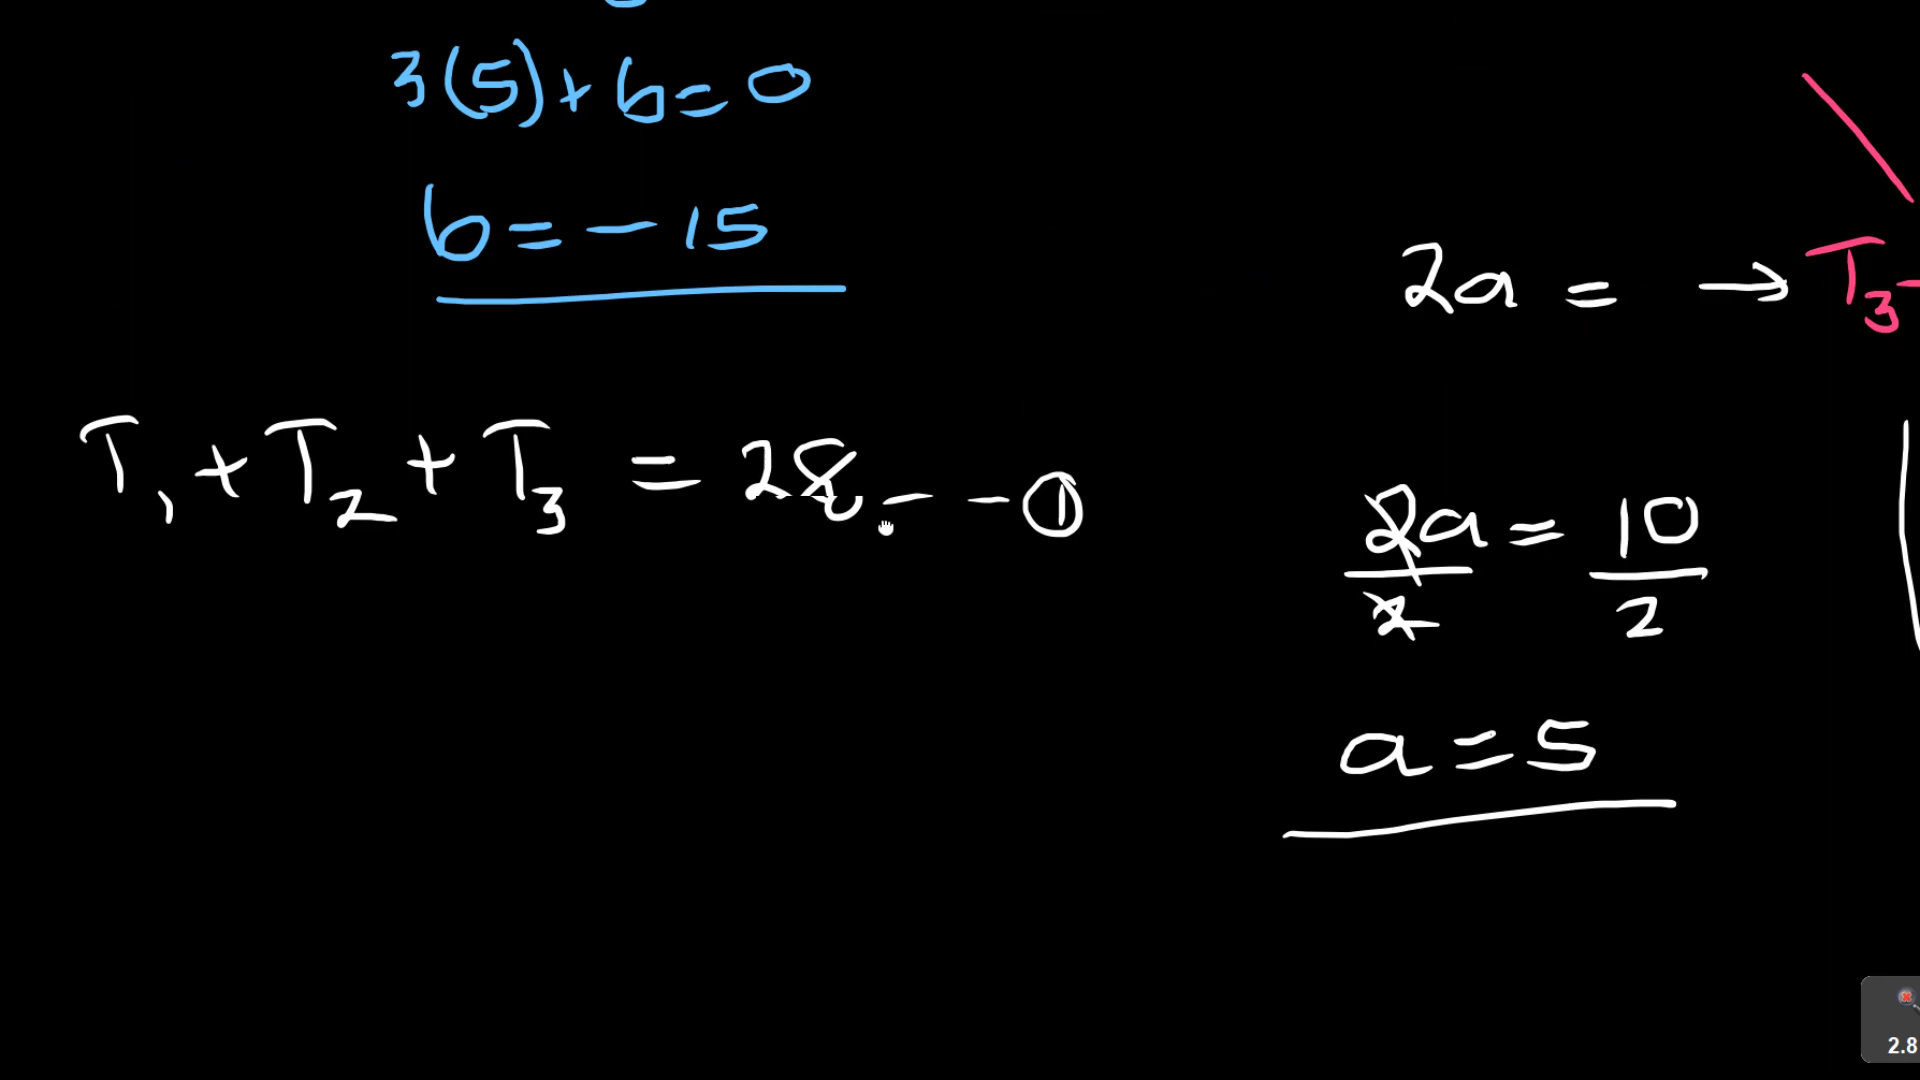 3(5)+b=0
b=-15
2a= → T3-
T1+T2+T3 = 28 - - ①
2a = 10
2 2
a=5
2.8